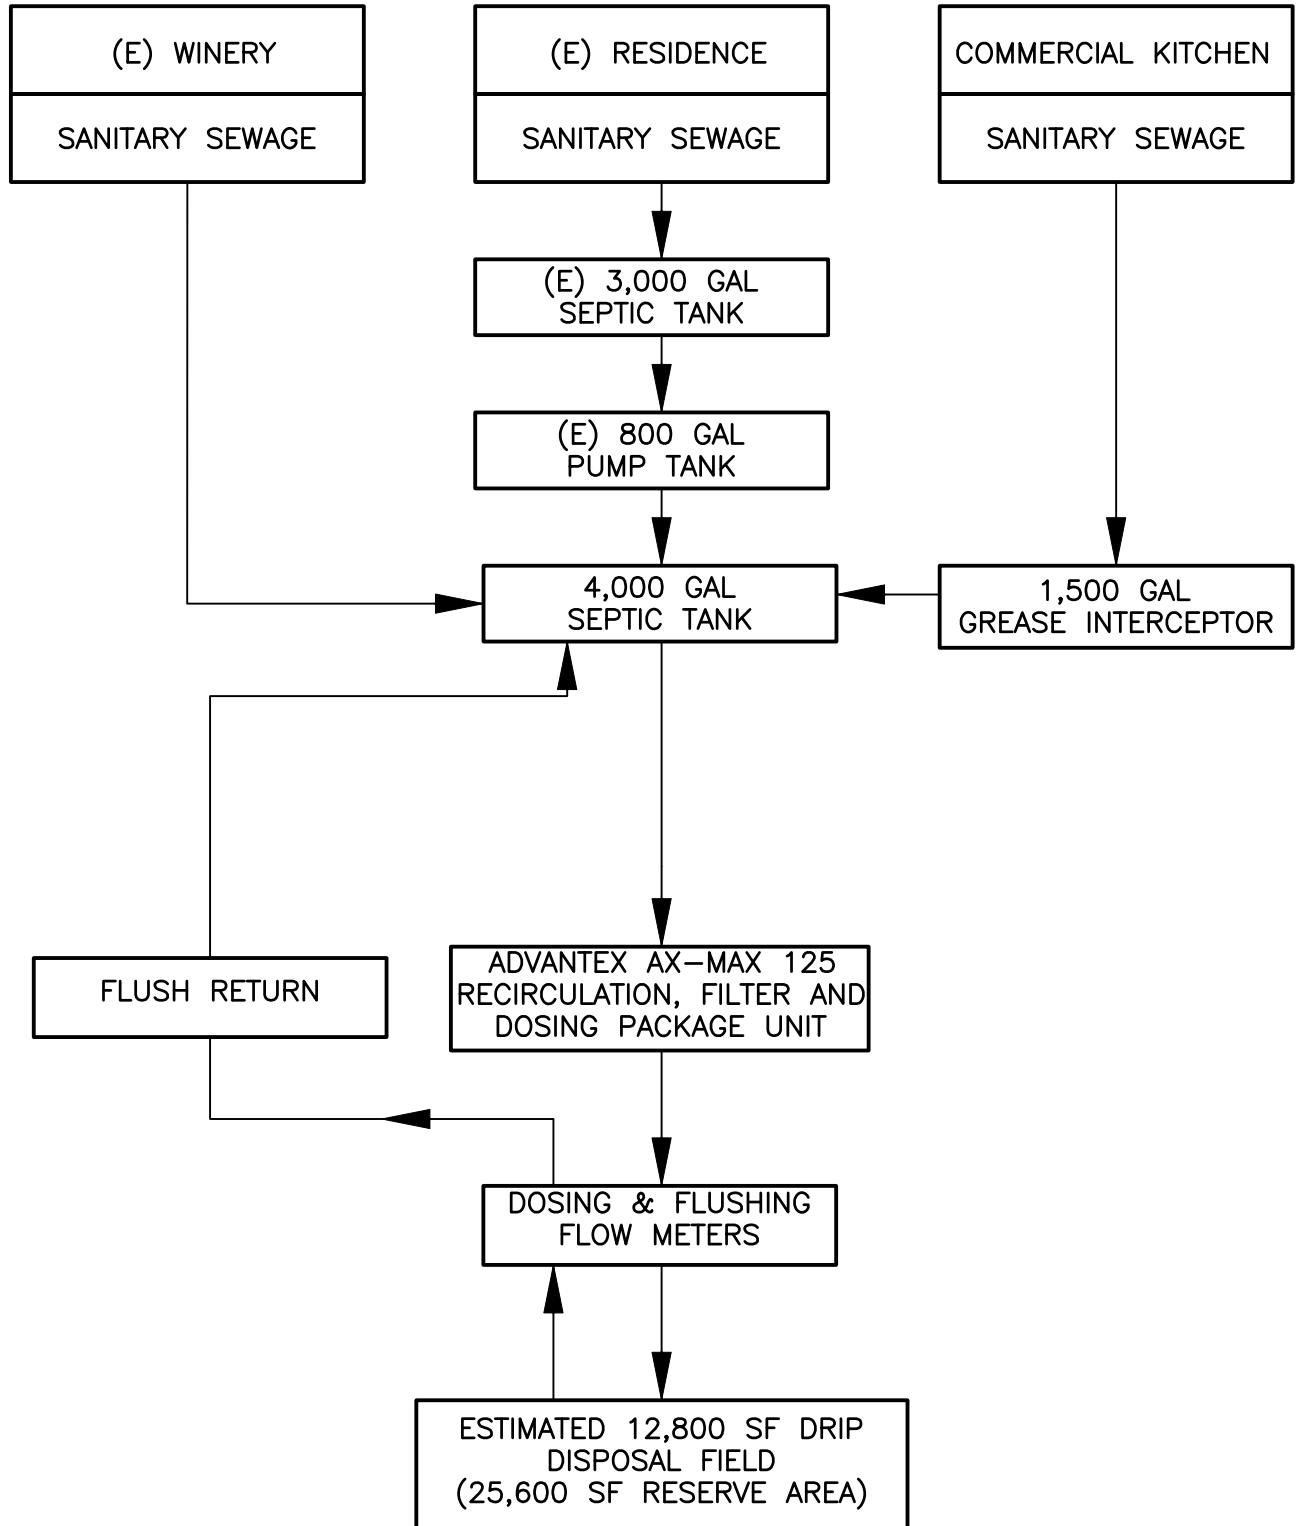 (E) WINERY
SANITARY SEWAGE
(E) RESIDENCE
SANITARY SEWAGE
COMMERCIAL KITCHEN
SANITARY SEWAGE
(E) 3,000 GAL
SEPTIC TANK
(E) 800 GAL
PUMP TANK
4,000 GAL
SEPTIC TANK
1,500 GAL
GREASE INTERCEPTOR
FLUSH RETURN
ADVANTEX AX-MAX 125
RECIRCULATION, FILTER AND
DOSING PACKAGE UNIT
DOSING & FLUSHING
FLOW METERS
ESTIMATED 12,800 SF DRIP
DISPOSAL FIELD
(25,600 SF RESERVE AREA)